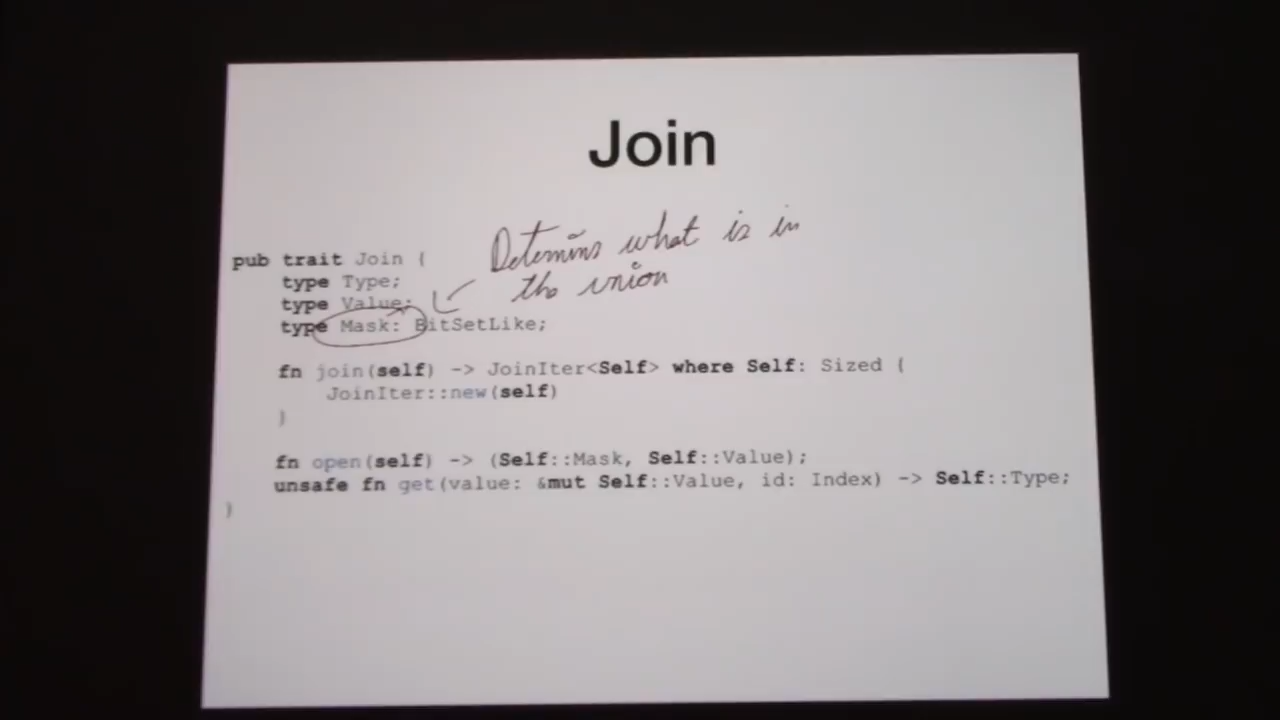 Join
Detemins what is in
the union
pub trait Join {
type Type;
type Value;
type Mask: BitSetLike;
fn join(self) -> JoinIter<Self> where Self: Sized {
JoinIter::new(self)
}
fn open(self) -> (Self::Mask, Self::Value);
unsafe fn get(value: &mut Self::Value, id: Index) -> Self::Type;
}